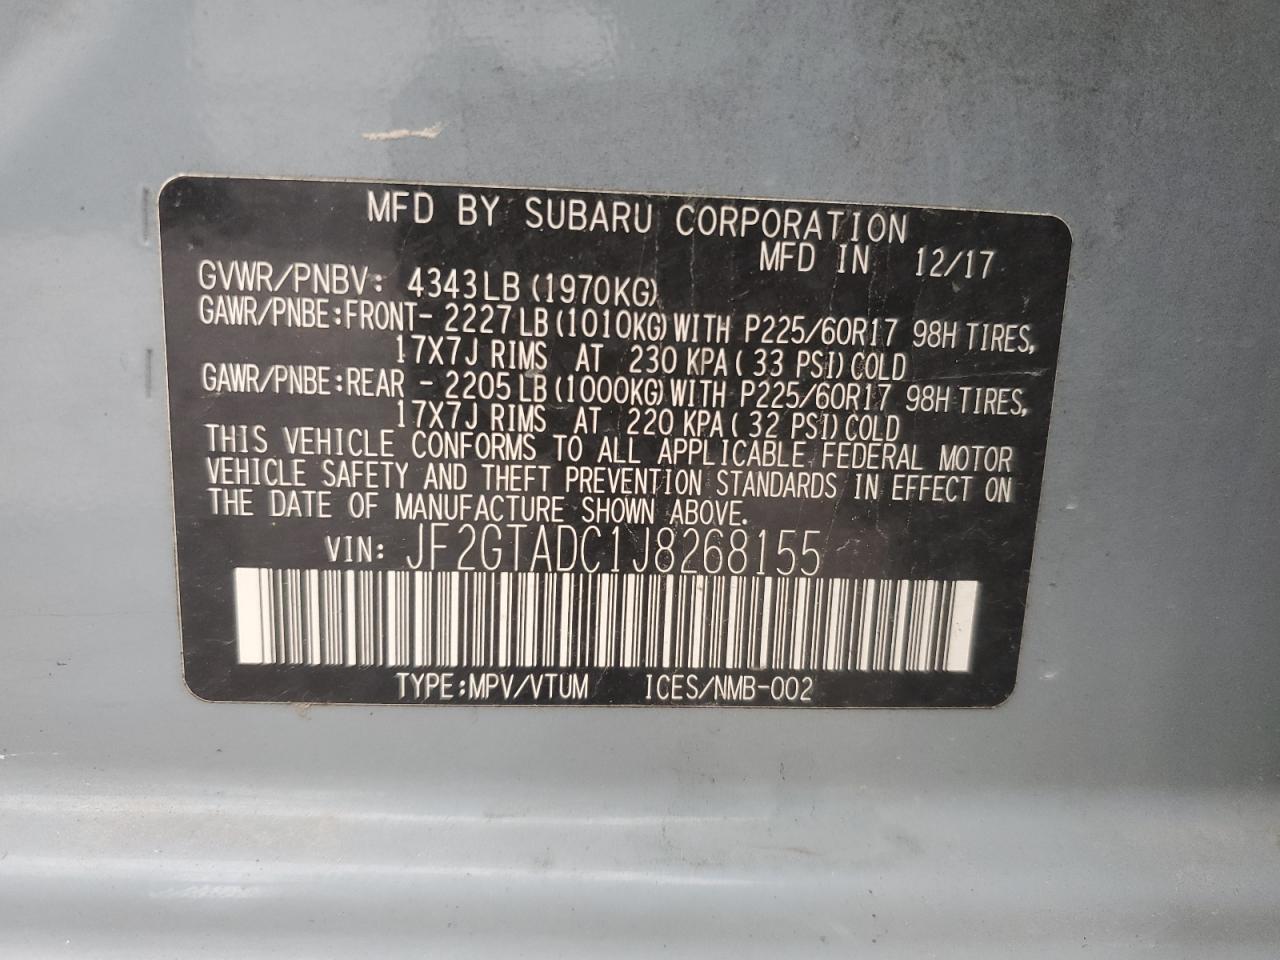 MFD BY SUBARU CORPORATION
MFD IN 12/17
GVWR/PNBV: 4343LB (1970KG)
GAWR/PNBE:FRONT- 2227 LB (1010KG) WITH P225/60R17 98H TIRES,
17X7J RIMS AT 230 KPA ( 33 PSI) COLD
GAWR/PNBE:REAR - 2205 LB (1000KG) WITH P225/60R17 98H TIRES,
17X7J RIMS AT 220 KPA ( 32 PSI) COLD
THIS VEHICLE CONFORMS TO ALL APPLICABLE FEDERAL MOTOR
VEHICLE SAFETY AND THEFT PREVENTION STANDARDS IN EFFECT ON
THE DATE OF MANUFACTURE SHOWN ABOVE.
VIN: JF2GTADC1J8268155
TYPE:MPV/VTUM ICES/NMB-002